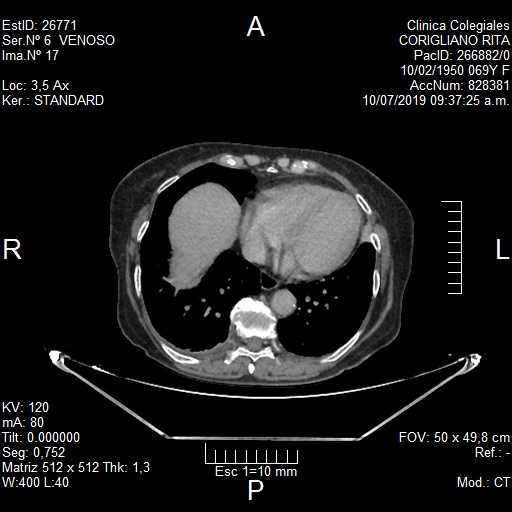 EstID: 26771
Ser.Nº 6 VENOSO
Ima.Nº 17
Loc: 3,5 Ax
Ker.: STANDARD
A
Clinica Colegiales
CORIGLIANO RITA
PacID: 266882/0
10/02/1950 069Y F
AccNum: 828381
10/07/2019 09:37:25 a.m.
R
L
KV: 120
mA: 80
Tilt: 0.000000
Seg: 0,752
Matriz 512 x 512 Thk: 1,3
W:400 L:40
Esc 1=10 mm
P
FOV: 50 x 49,8 cm
Ref.: -
Mod.: CT